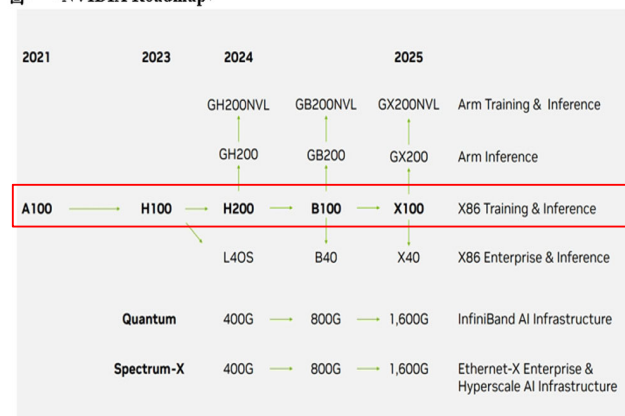 2021 2023 2024 2025
GH200NVL GB200NVL GX200NVL Arm Training & Inference
GH200 GB200 GX200 Arm Inference
A100 H100 H200 B100 X100 X86 Training & Inference
L40S B40 X40 X86 Enterprise & Inference
Quantum 400G 800G 1,600G InfiniBand AI Infrastructure
Spectrum-X 400G 800G 1,600G Ethernet-X Enterprise &
Hyperscale AI Infrastructure